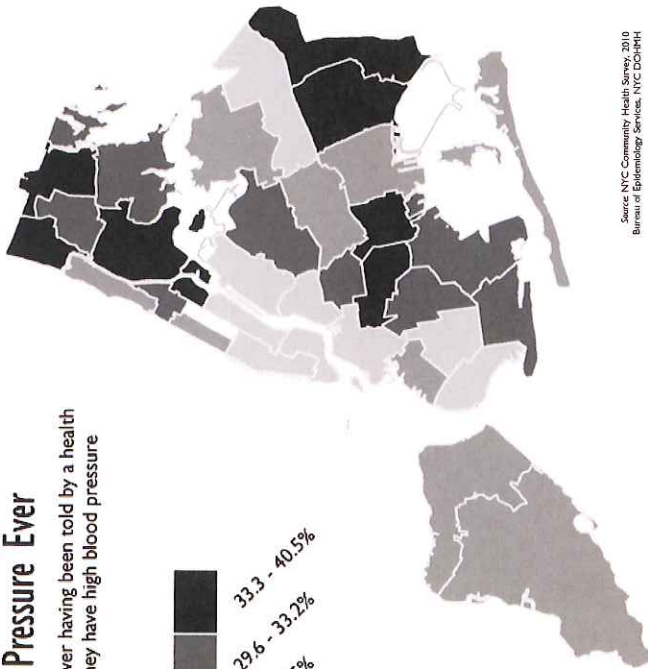 Pressure Ever
ver having been told by a health
hey have high blood pressure
33.3 - 40.5%
29.6 - 33.2%
Source: NYC Community Health Survey, 2010
Bureau of Epidemiology Services, NYC DOHMH